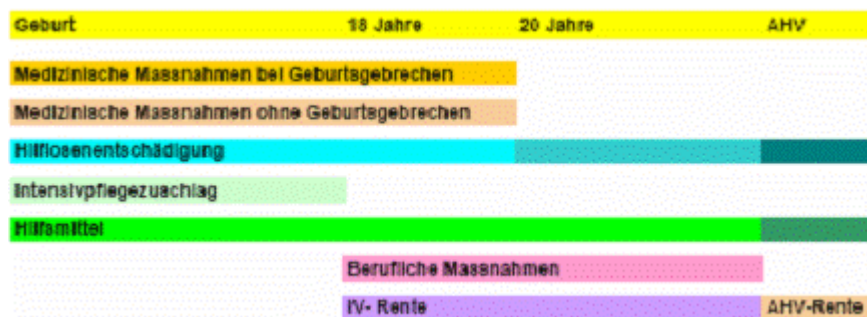 Geburt 18 Jahre 20 Jahre AHV
Medizinische Massnahmen bei Geburtsgebrechen
Medizinische Massnahmen ohne Geburtsgebrechen
Hilflosenentschädigung
Intensivpflegezuschlag
Hilfsmittel
Berufliche Massnahmen
IV- Rente AHV-Rente